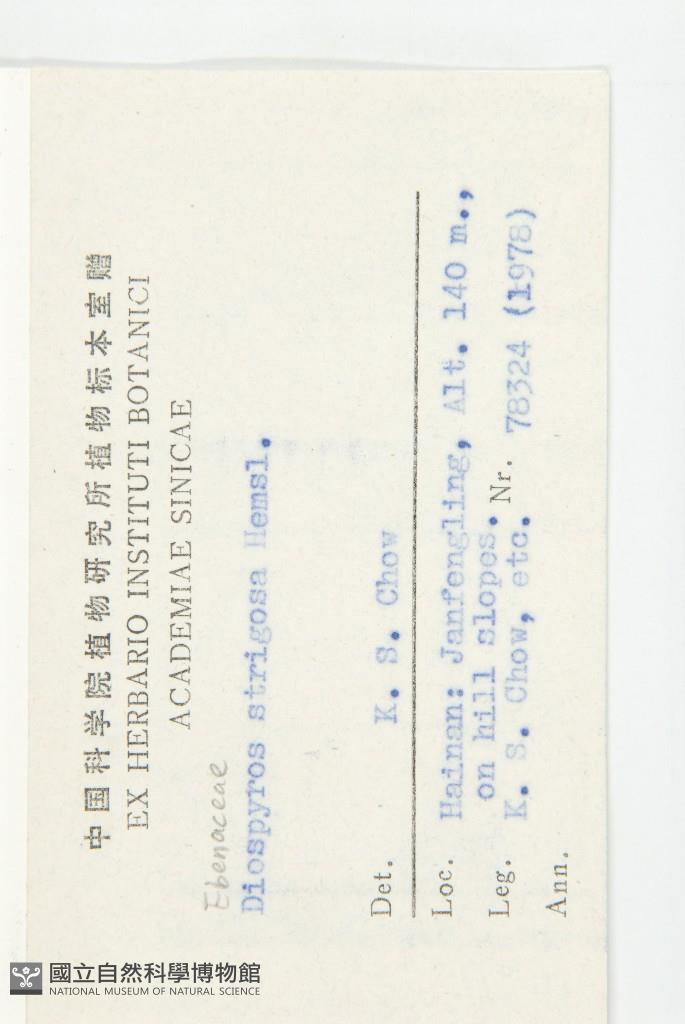 中国科学院植物研究所植物标本室赠
EX HERBARIO INSTITUTI BOTANICI
ACADEMIAE SINICAE
Ebenaceae
Diospyros strigosa Hemsl.
Det. K. S. Chow
Loc. Hainan: Janfengling, Alt. 140 m.,
on hill slopes.
Leg. K. S. Chow, etc. Nr. 78324 (1978)
Ann.
國立自然科學博物館
NATIONAL MUSEUM OF NATURAL SCIENCE